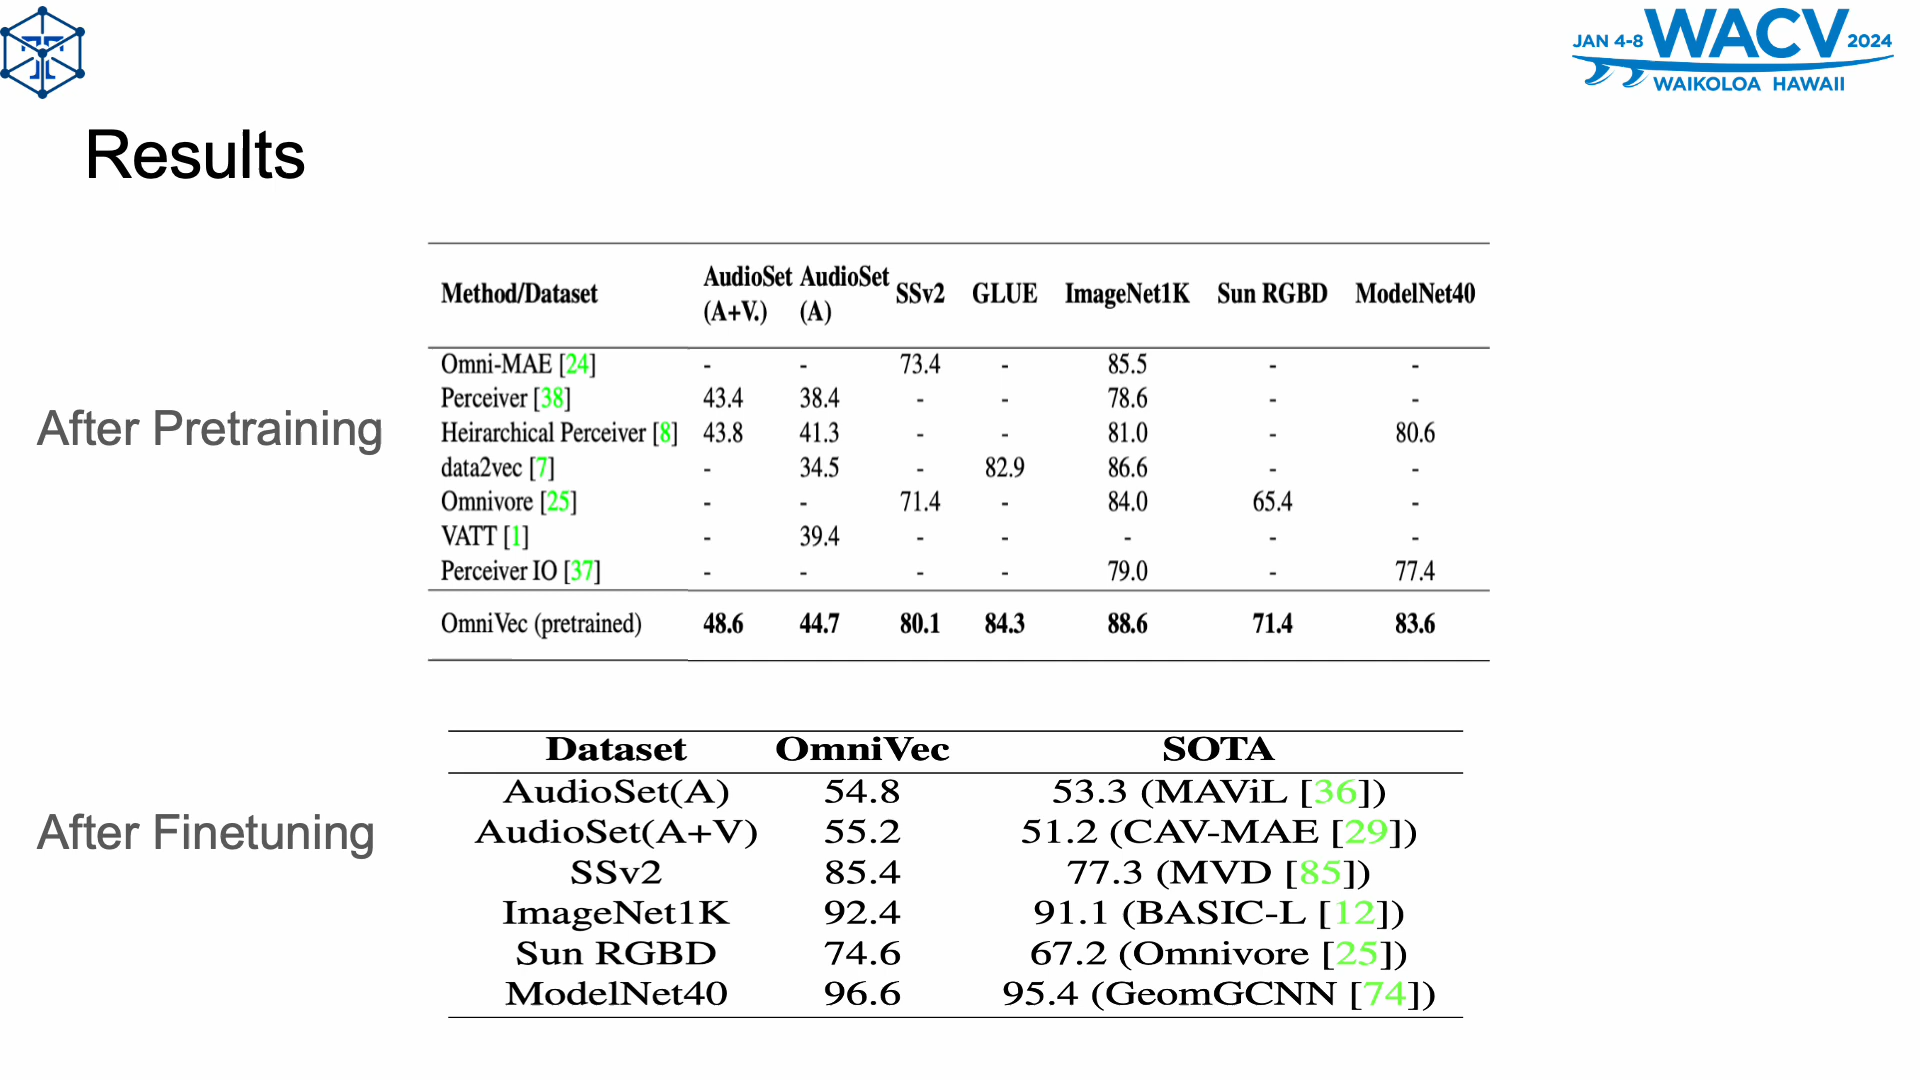 JAN 4-8 WACV 2024
WAIKOLOA HAWAII
Results
After Pretraining
Method/Dataset AudioSet (A+V.) AudioSet (A) SSv2 GLUE ImageNet1K Sun RGBD ModelNet40
Omni-MAE [24] - - 73.4 - 85.5 - -
Perceiver [38] 43.4 38.4 - - 78.6 - -
Heirarchical Perceiver [8] 43.8 41.3 - - 81.0 - 80.6
data2vec [7] - 34.5 - 82.9 86.6 - -
Omnivore [25] - - 71.4 - 84.0 65.4 -
VATT [1] - 39.4 - - - - -
Perceiver IO [37] - - - - 79.0 - 77.4
OmniVec (pretrained) 48.6 44.7 80.1 84.3 88.6 71.4 83.6
After Finetuning
Dataset OmniVec SOTA
AudioSet(A) 54.8 53.3 (MAViL [36])
AudioSet(A+V) 55.2 51.2 (CAV-MAE [29])
SSv2 85.4 77.3 (MVD [85])
ImageNet1K 92.4 91.1 (BASIC-L [12])
Sun RGBD 74.6 67.2 (Omnivore [25])
ModelNet40 96.6 95.4 (GeomGCNN [74])